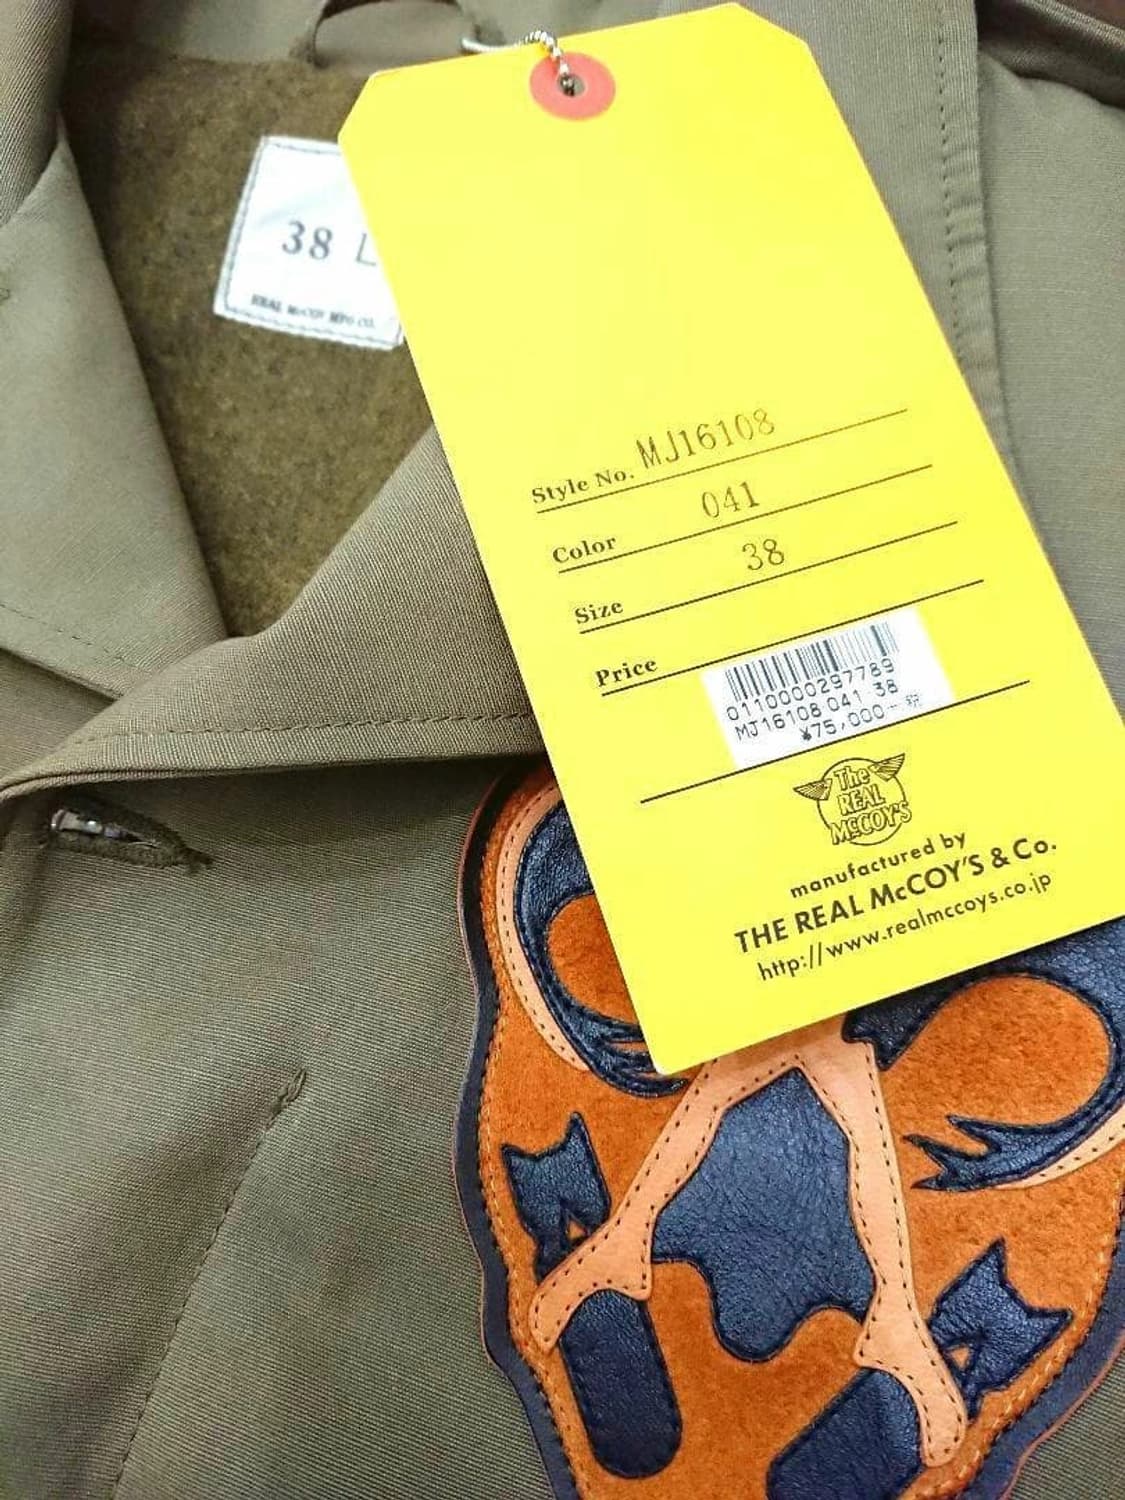 38 L
REAL McCOY MFG CO.
Style No. MJ16108
Color 041
Size 38
Price
0110000297789
MJ16108 041 38
¥75,000-
The
REAL
McCOY'S
manufactured by
THE REAL McCOY'S & Co.
http://www.realmccoys.co.jp